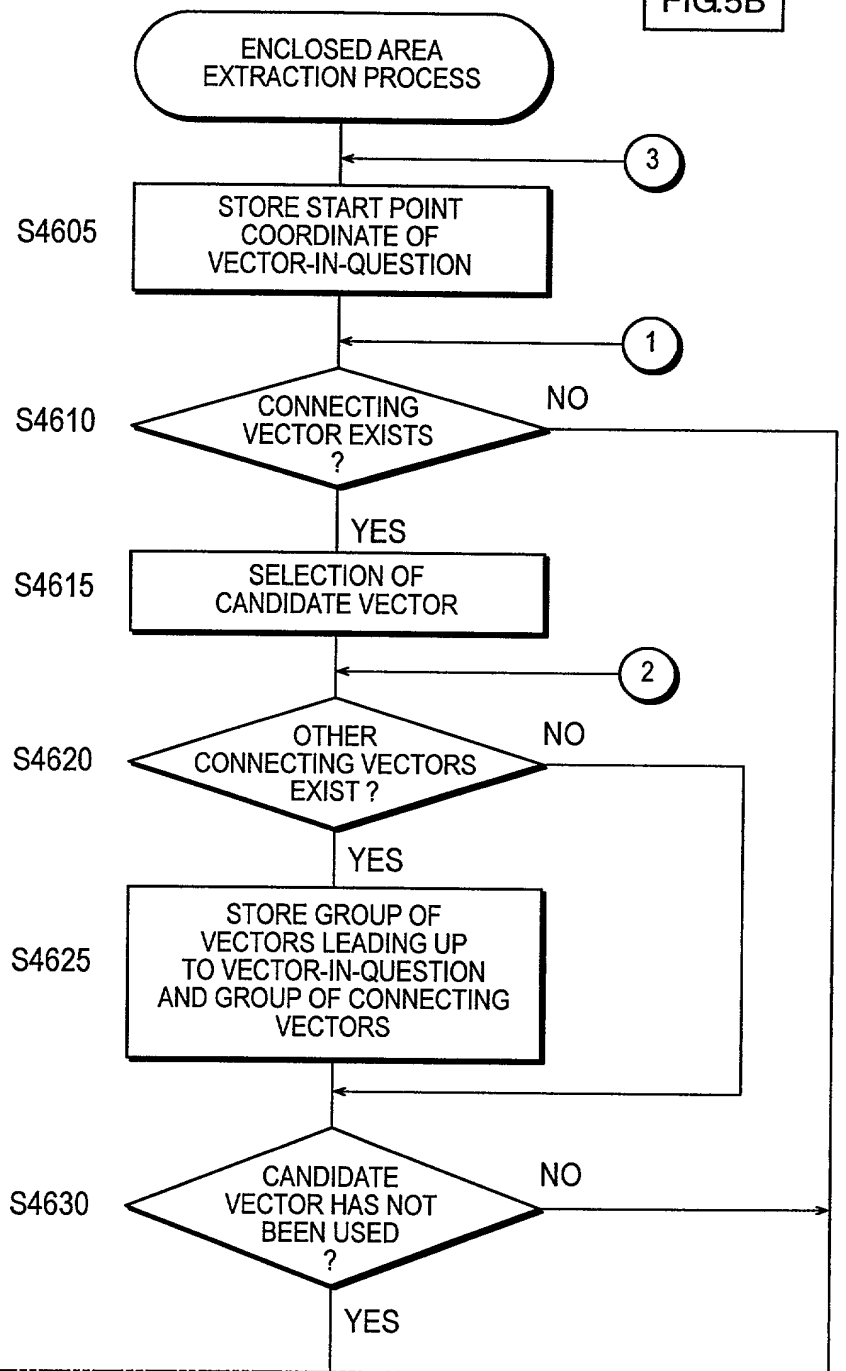 FIG.5B
ENCLOSED AREA
EXTRACTION PROCESS
3
S4605
STORE START POINT
COORDINATE OF
VECTOR-IN-QUESTION
1
S4610
CONNECTING
VECTOR EXISTS
?
NO
YES
S4615
SELECTION OF
CANDIDATE VECTOR
2
S4620
OTHER
CONNECTING VECTORS
EXIST ?
NO
YES
S4625
STORE GROUP OF
VECTORS LEADING UP
TO VECTOR-IN-QUESTION
AND GROUP OF CONNECTING
VECTORS
S4630
CANDIDATE
VECTOR HAS NOT
BEEN USED
?
NO
YES